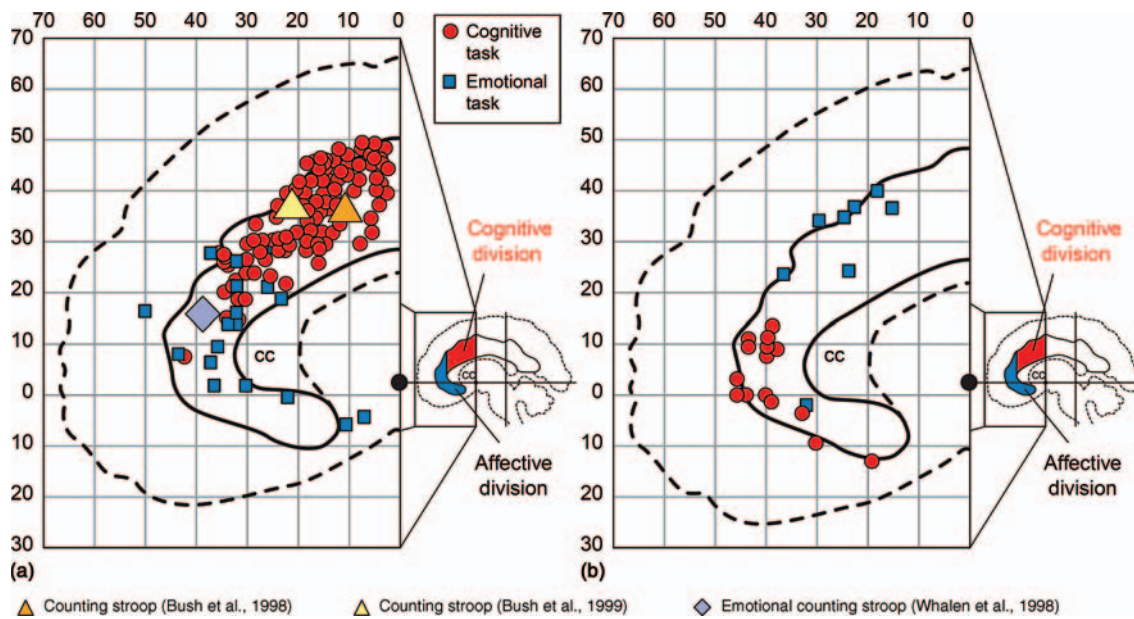 60 50 40 30 20 10 0
60 50 40 30 20 10 0
70
60
50
40
30
20
10
0
10
20
30
(a)
Cognitive
task
Emotional
task
cc
Cognitive
division
cc
Affective
division
70
60
50
40
30
20
10
0
10
20
30
(b)
cc
Cognitive
division
cc
Affective
division
Counting stroop (Bush et al., 1998)
Counting stroop (Bush et al., 1999)
Emotional counting stroop (Whalen et al., 1998)